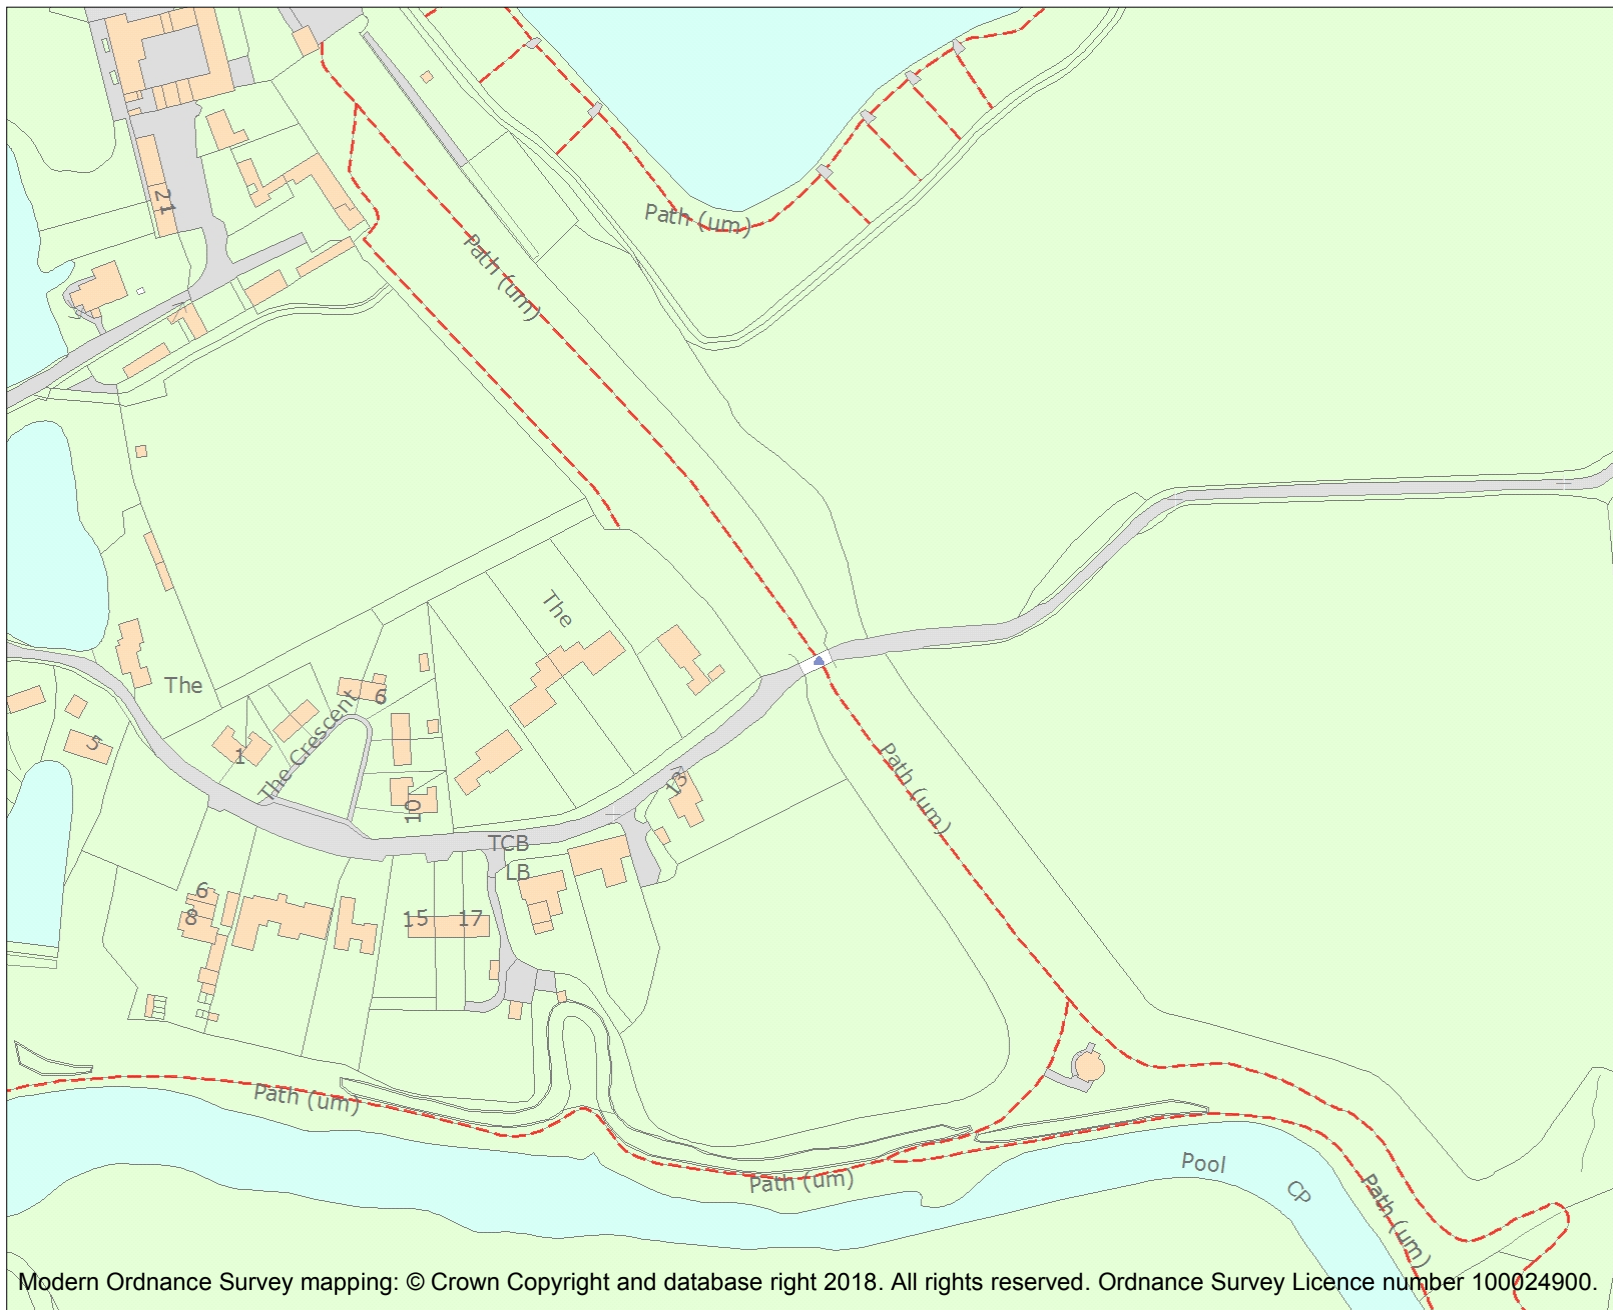 21
Path (um)
Path (um)
The
The
6
The Crescent
5
1
10
13
Path (um)
TCB
LB
6
8
15
17
Path (um)
Path (um)
Pool
CP
Path (um)
Modern Ordnance Survey mapping: © Crown Copyright and database right 2018. All rights reserved. Ordnance Survey Licence number 100024900.